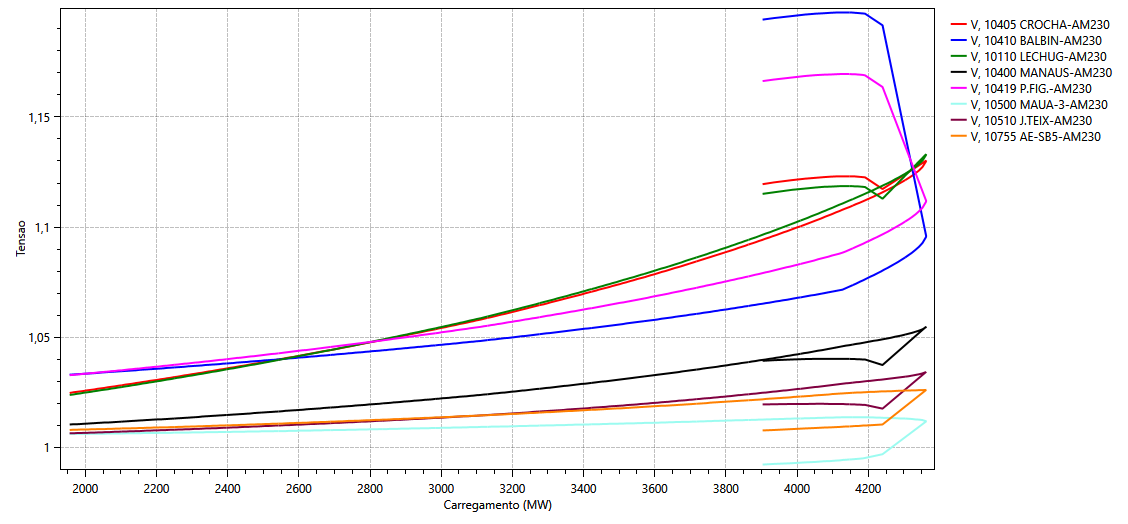 V, 10405 CROCHA-AM230
V, 10410 BALBIN-AM230
V, 10110 LECHUG-AM230
V, 10400 MANAUS-AM230
V, 10419 P.FIG.-AM230
V, 10500 MAUA-3-AM230
V, 10510 J.TEIX-AM230
V, 10755 AE-SB5-AM230
1,15
1,1
1,05
1
Tensao
2000 2200 2400 2600 2800 3000 3200 3400 3600 3800 4000 4200
Carregamento (MW)